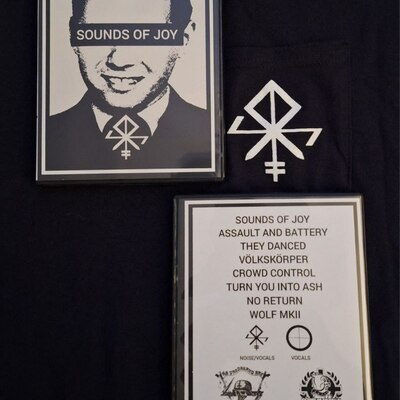 SOUNDS OF JOY
SOUNDS OF JOY
ASSAULT AND BATTERY
THEY DANCED
VÖLKSKÖRPER
CROWD CONTROL
TURN YOU INTO ASH
NO RETURN
WOLF MKII
NOISE/VOCALS
VOCALS